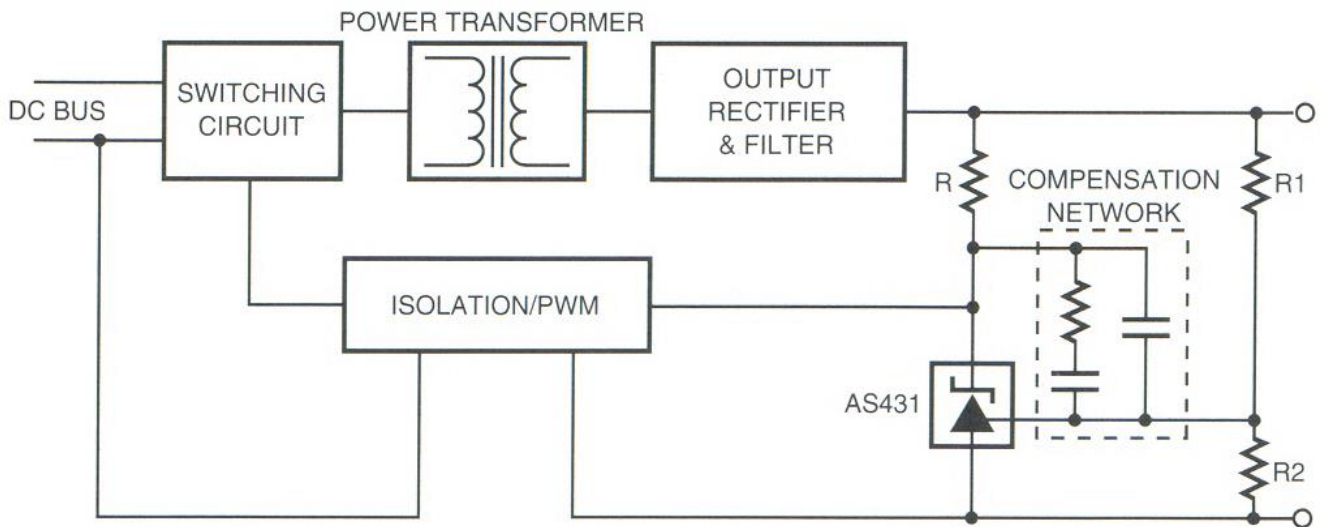 POWER TRANSFORMER
DC BUS
SWITCHING
CIRCUIT
OUTPUT
RECTIFIER
& FILTER
R
COMPENSATION
NETWORK
R1
ISOLATION/PWM
AS431
R2